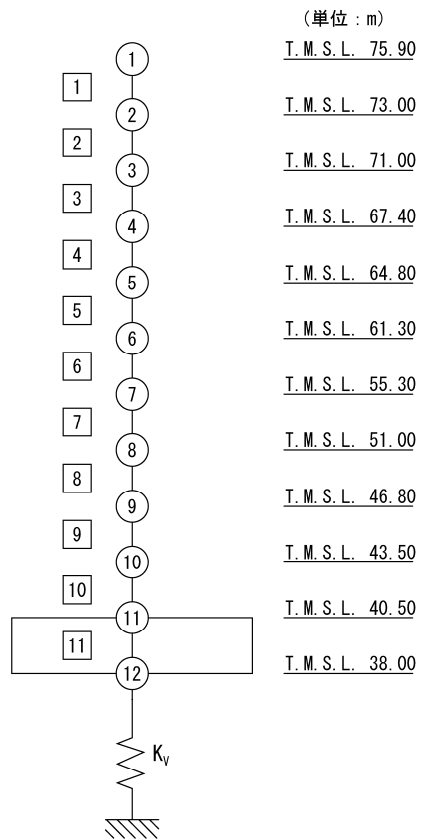 (単位：m)
① T.M.S.L. 75.90
1
② T.M.S.L. 73.00
2
③ T.M.S.L. 71.00
3
④ T.M.S.L. 67.40
4
⑤ T.M.S.L. 64.80
5
⑥ T.M.S.L. 61.30
6
⑦ T.M.S.L. 55.30
7
⑧ T.M.S.L. 51.00
8
⑨ T.M.S.L. 46.80
9
⑩ T.M.S.L. 43.50
10
⑪ T.M.S.L. 40.50
11
⑫ T.M.S.L. 38.00
KV